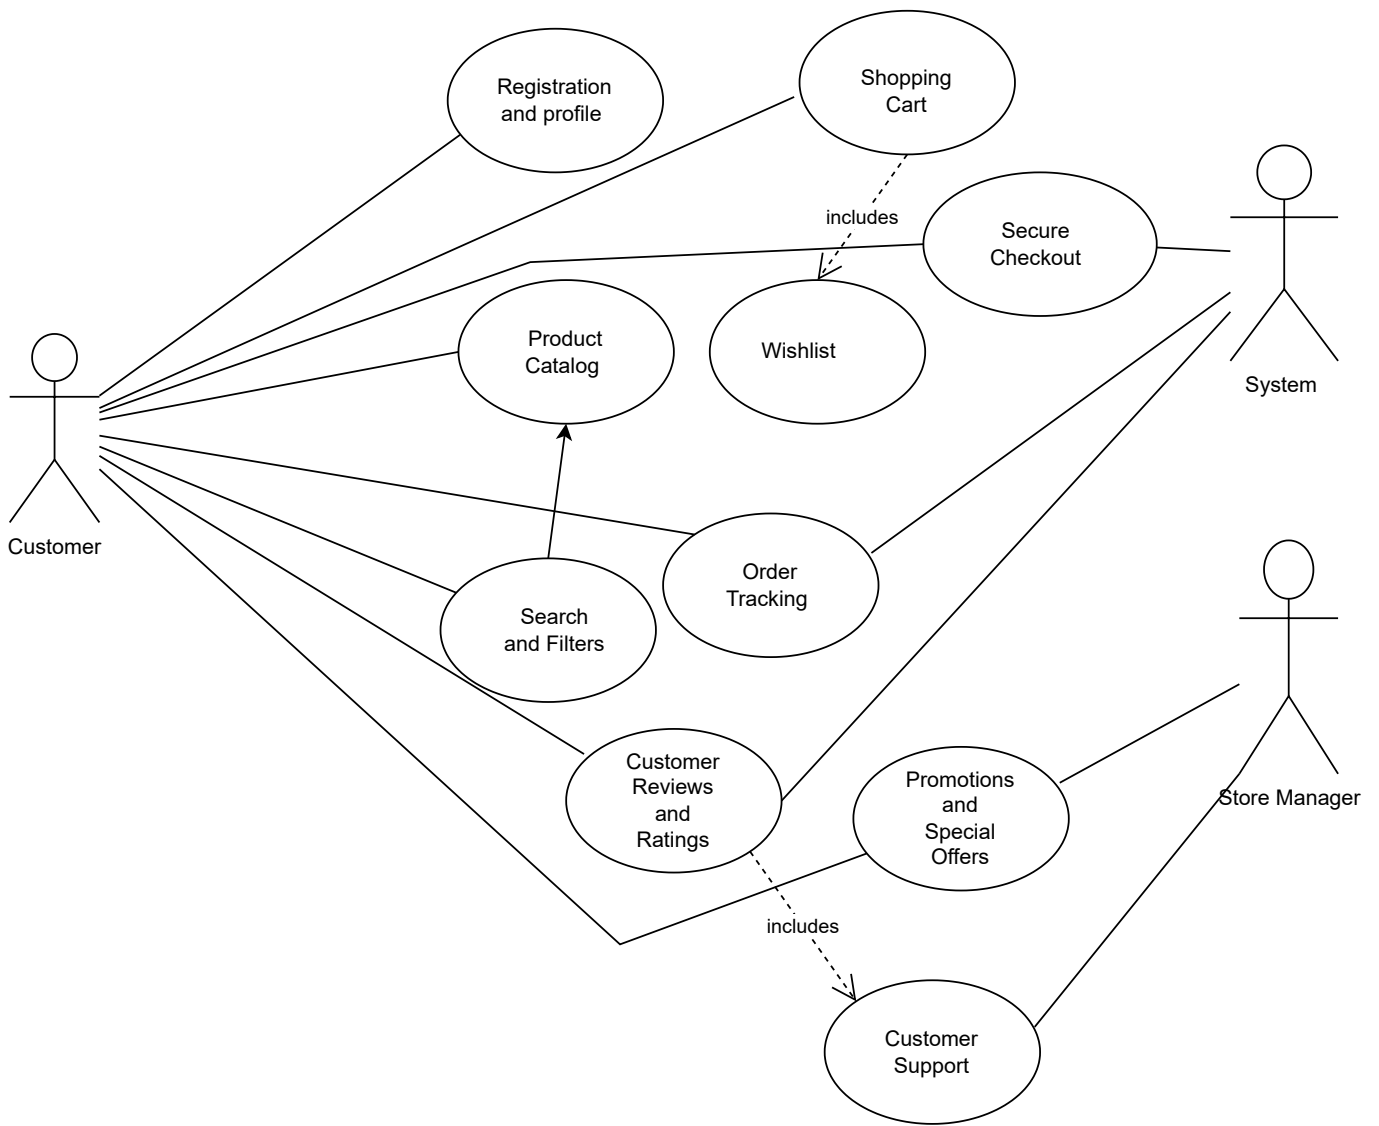 Registration
and profile
Shopping
Cart
includes
Secure
Checkout
Product
Catalog
Wishlist
System
Customer
Order
Tracking
Search
and Filters
Customer
Reviews
and
Ratings
Promotions
and
Special
Offers
Store Manager
includes
Customer
Support